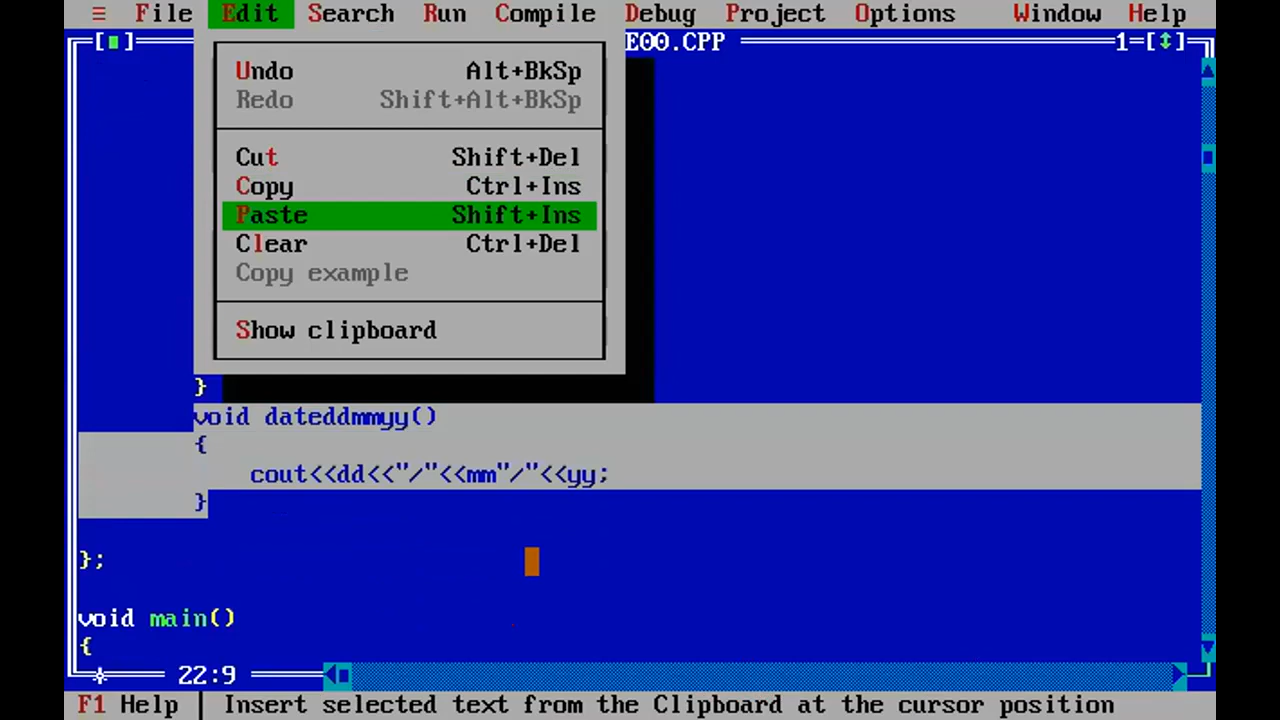 ≡ File Edit Search Run Compile Debug Project Options Window Help
[■] E00.CPP 1=[↕]
Undo Alt+BkSp
Redo Shift+Alt+BkSp
Cut Shift+Del
Copy Ctrl+Ins
Paste Shift+Ins
Clear Ctrl+Del
Copy example
Show clipboard
}
void dateddmmyy()
{
cout<<dd<<"/"<<mm"/"<<yy;
}
};
void main()
{
22:9
F1 Help │ Insert selected text from the Clipboard at the cursor position